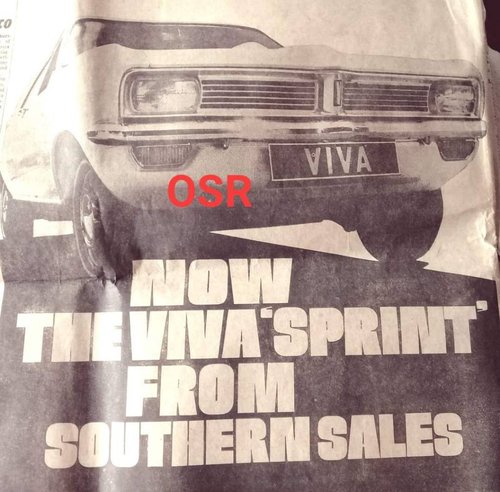 VIVA
OSR
NOW
THE VIVA 'SPRINT'
FROM
SOUTHERN SALES